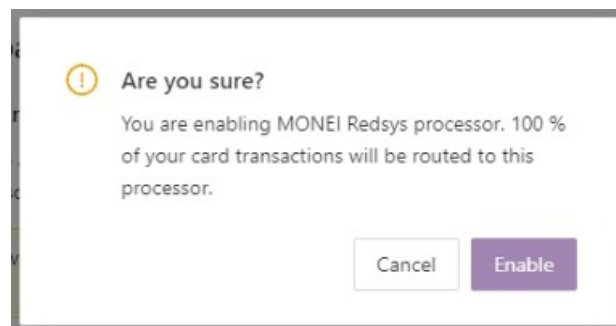 Are you sure?
You are enabling MONEI Redsys processor. 100 %
of your card transactions will be routed to this
processor.
Cancel Enable